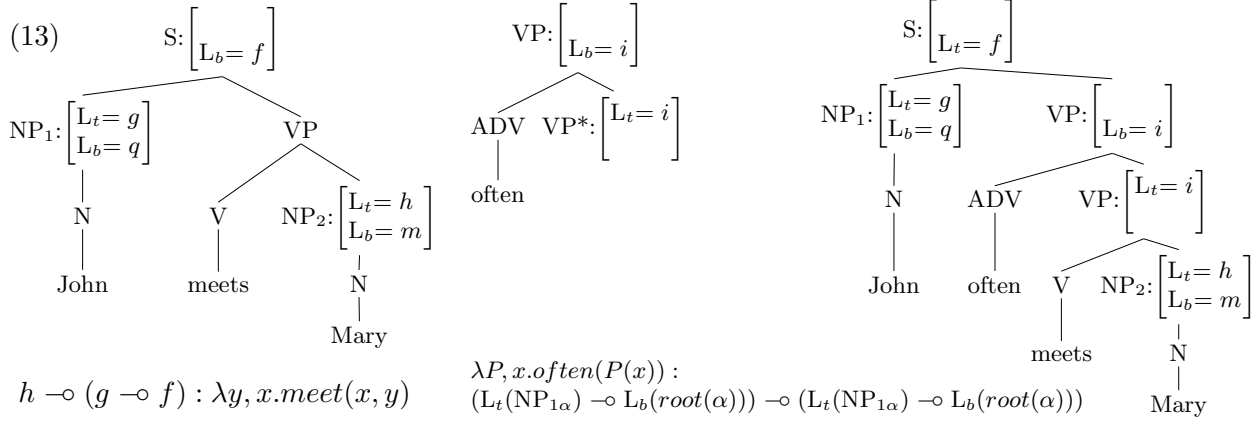 (13)
S: [ L_b= f ]
NP_1: [ L_t= g
L_b= q ]
VP
N
V
NP_2: [ L_t= h
L_b= m ]
John
meets
N
Mary
h ⊸ (g ⊸ f) : λy, x.meet(x, y)
VP: [ L_b= i ]
ADV VP*: [ L_t= i ]
often
λP, x.often(P(x)) :
(L_t(NP_1α) ⊸ L_b(root(α))) ⊸ (L_t(NP_1α) ⊸ L_b(root(α)))
S: [ L_t= f ]
NP_1: [ L_t= g
L_b= q ]
VP: [ L_b= i ]
N
ADV
VP: [ L_t= i ]
John
often
V
NP_2: [ L_t= h
L_b= m ]
meets
N
Mary